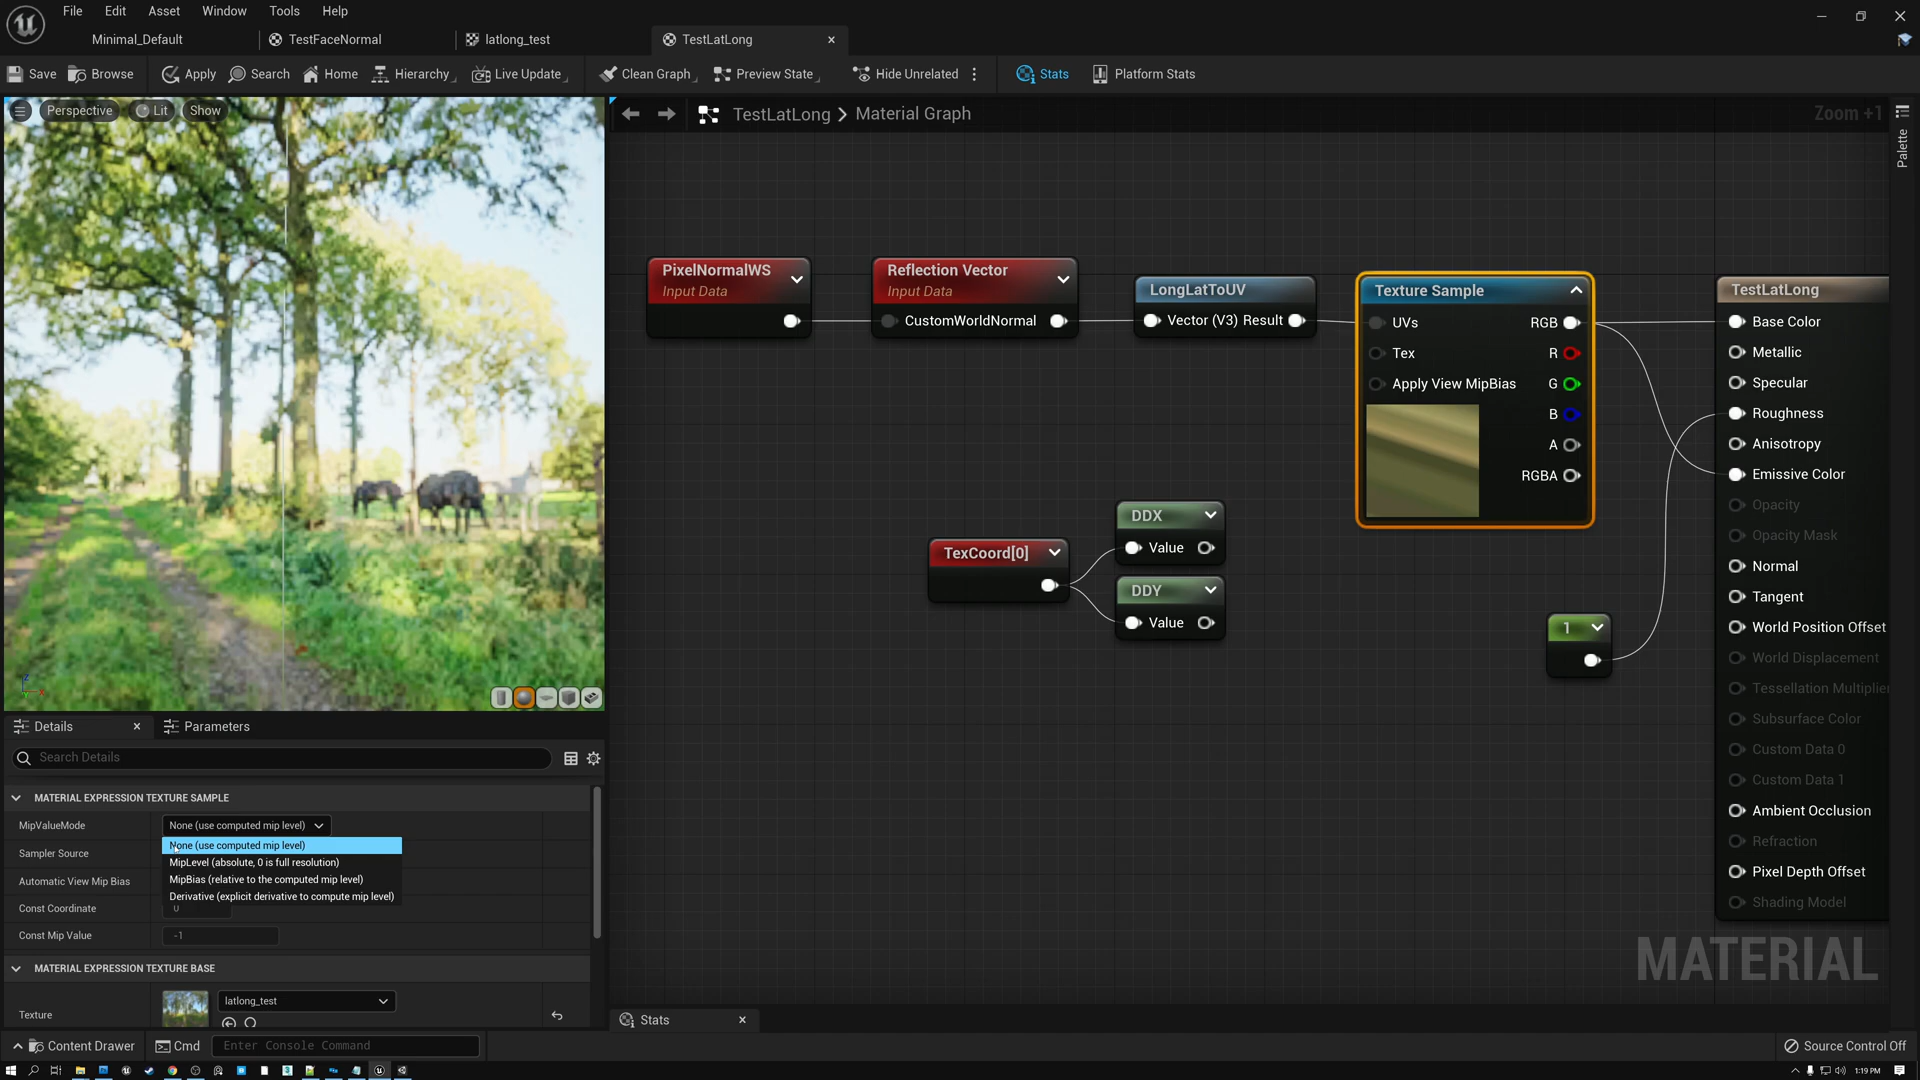 File Edit Asset Window Tools Help
Minimal_Default TestFaceNormal latlong_test TestLatLong
Save Browse Apply Search Home Hierarchy Live Update Clean Graph Preview State Hide Unrelated Stats Platform Stats
Perspective Lit Show
TestLatLong Material Graph Zoom +1
Palette
PixelNormalWS
Input Data
Reflection Vector
Input Data
CustomWorldNormal
LongLatToUV
Vector (V3) Result
Texture Sample
UVs RGB
Tex R
Apply View MipBias G
B
A
RGBA
TestLatLong
Base Color
Metallic
Specular
Roughness
Anisotropy
Emissive Color
Opacity
Opacity Mask
Normal
Tangent
World Position Offset
World Displacement
Tessellation Multiplier
Subsurface Color
Custom Data 0
Custom Data 1
Ambient Occlusion
Refraction
Pixel Depth Offset
Shading Model
TexCoord[0]
DDX
Value
DDY
Value
1
MATERIAL
Z
X
Details Parameters
Search Details
MATERIAL EXPRESSION TEXTURE SAMPLE
MipValueMode None (use computed mip level)
None (use computed mip level)
MipLevel (absolute, 0 is full resolution)
MipBias (relative to the computed mip level)
Derivative (explicit derivative to compute mip level)
Sampler Source
Automatic View Mip Bias
Const Coordinate 0
Const Mip Value -1
MATERIAL EXPRESSION TEXTURE BASE
Texture latlong_test
Stats
Content Drawer Cmd Enter Console Command Source Control Off
1:19 PM